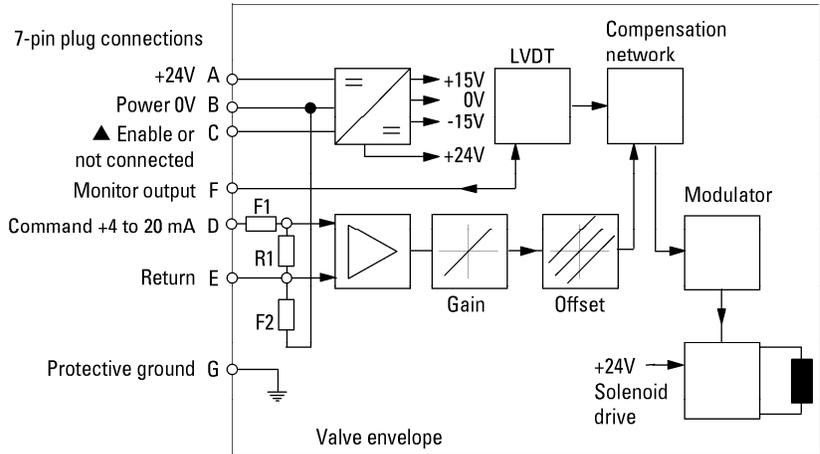 7-pin plug connections
+24V A
Power 0V B
▲ Enable or C
not connected
Monitor output F
Command +4 to 20 mA D
Return E
Protective ground G
F1
R1
F2
+15V
0V
-15V
+24V
LVDT
Compensation
network
Gain
Offset
Modulator
+24V
Solenoid
drive
Valve envelope